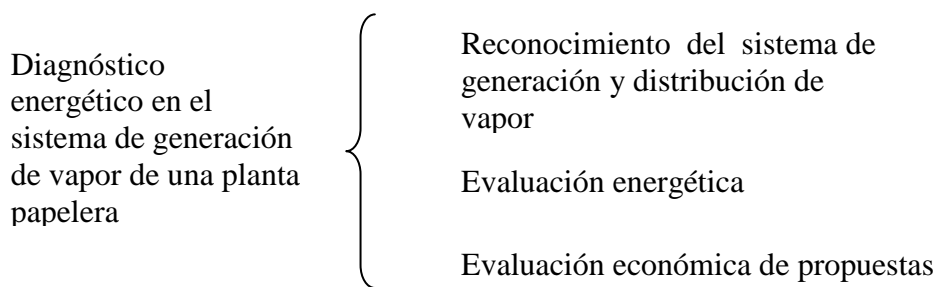 Diagnóstico
energético en el
sistema de generación
de vapor de una planta
papelera
Reconocimiento del sistema de
generación y distribución de
vapor
Evaluación energética
Evaluación económica de propuestas